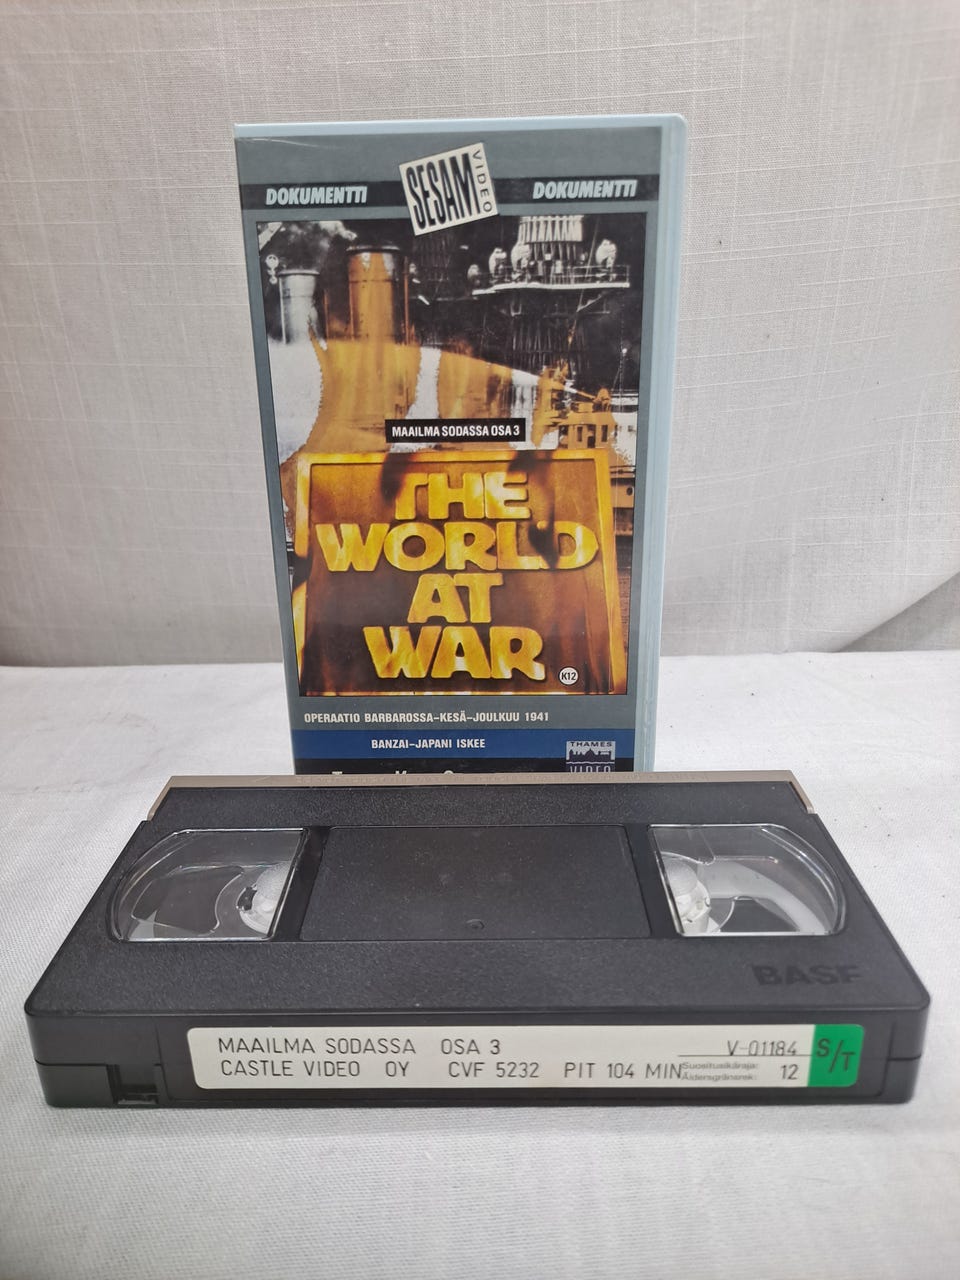 DOKUMENTTI
SESAM VIDEO
DOKUMENTTI
MAAILMA SODASSA OSA 3
THE
WORLD
AT
WAR
K12
OPERAATIO BARBAROSSA–KESÄ–JOULKUU 1941
BANZAI–JAPANI ISKEE
THAMES
VIDEO
BASF
MAAILMA SODASSA OSA 3 V-01184
CASTLE VIDEO OY CVF 5232 PIT 104 MIN
Suositusikäraja:
Åldersgränsrek: 12
S/T